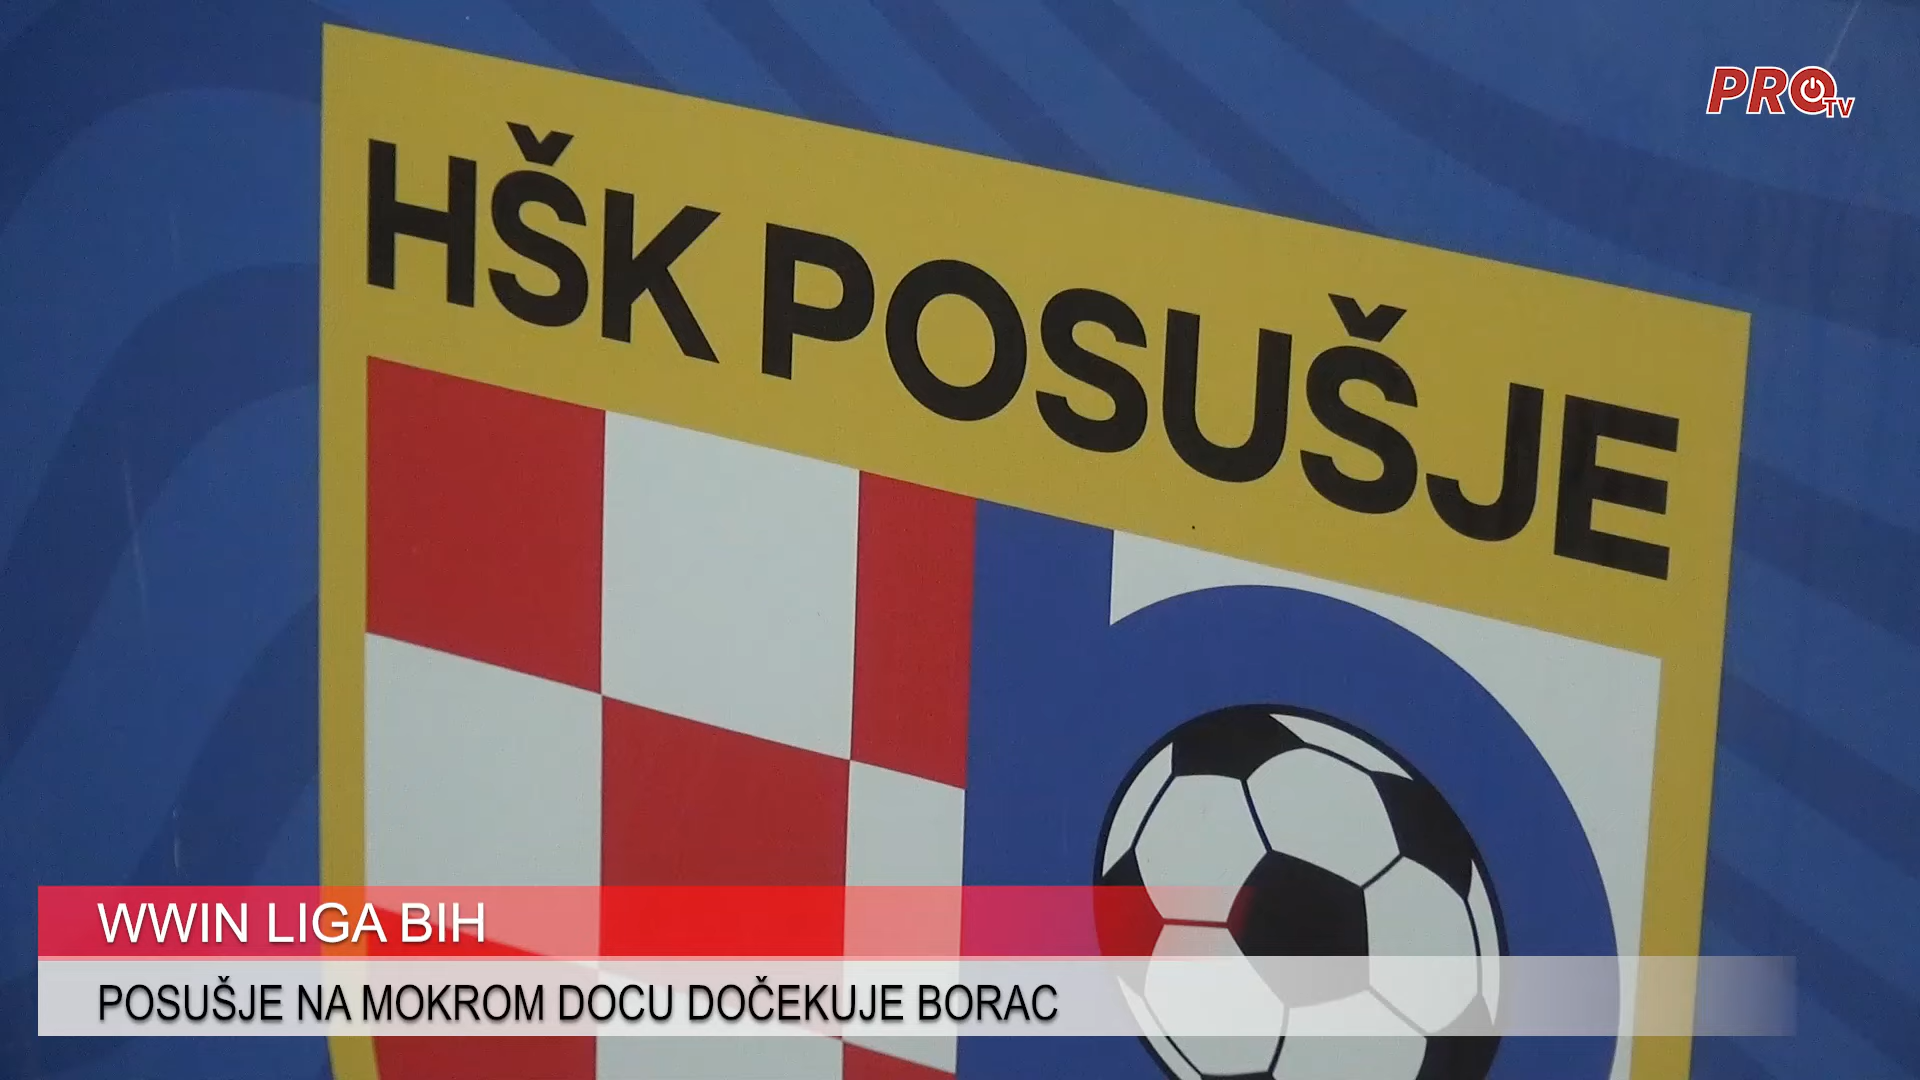 PRO TV
HŠK POSUŠJE
WWIN LIGA BIH
POSUŠJE NA MOKROM DOCU DOČEKUJE BORAC